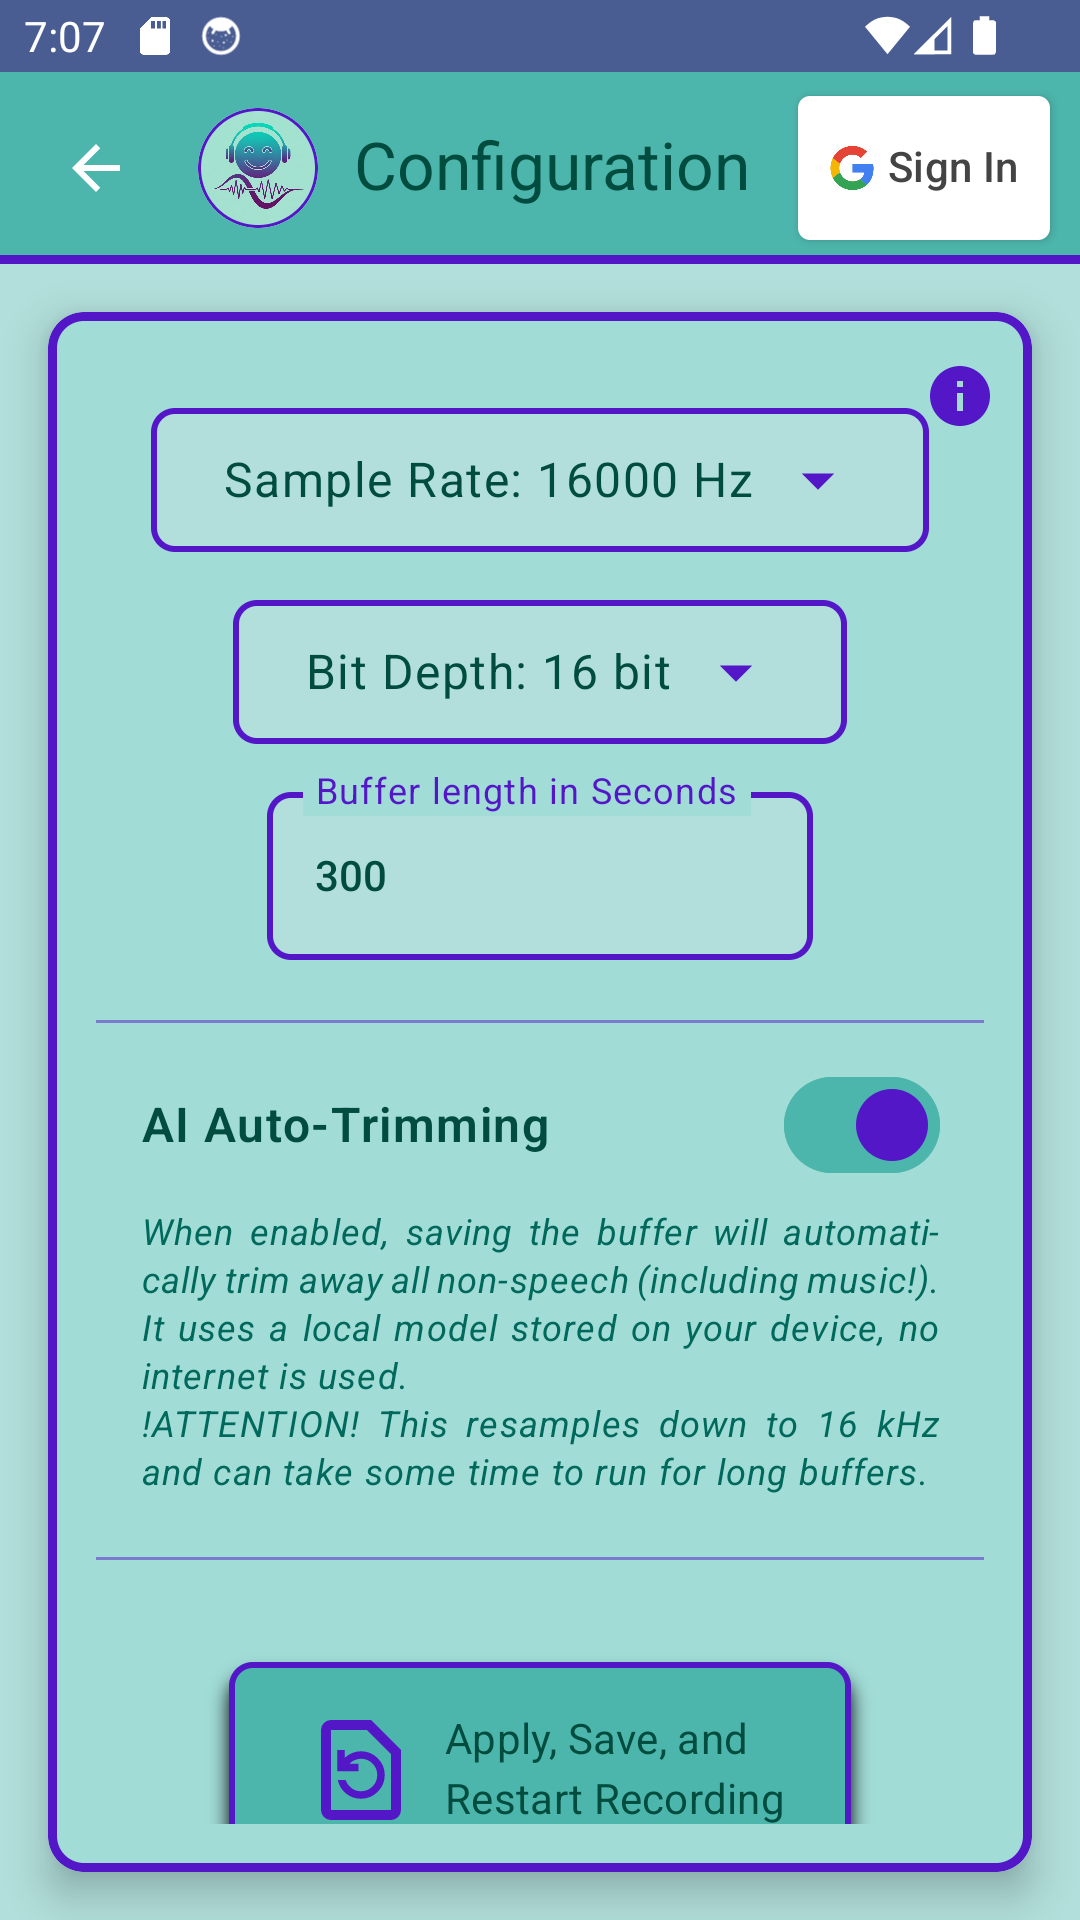 7:07
Configuration
Sign In
Sample Rate: 16000 Hz
Bit Depth: 16 bit
Buffer length in Seconds
300
AI Auto-Trimming
When enabled, saving the buffer will automati-
cally trim away all non-speech (including music!).
It uses a local model stored on your device, no
internet is used.
!ATTENTION! This resamples down to 16 kHz
and can take some time to run for long buffers.
Apply, Save, and
Restart Recording